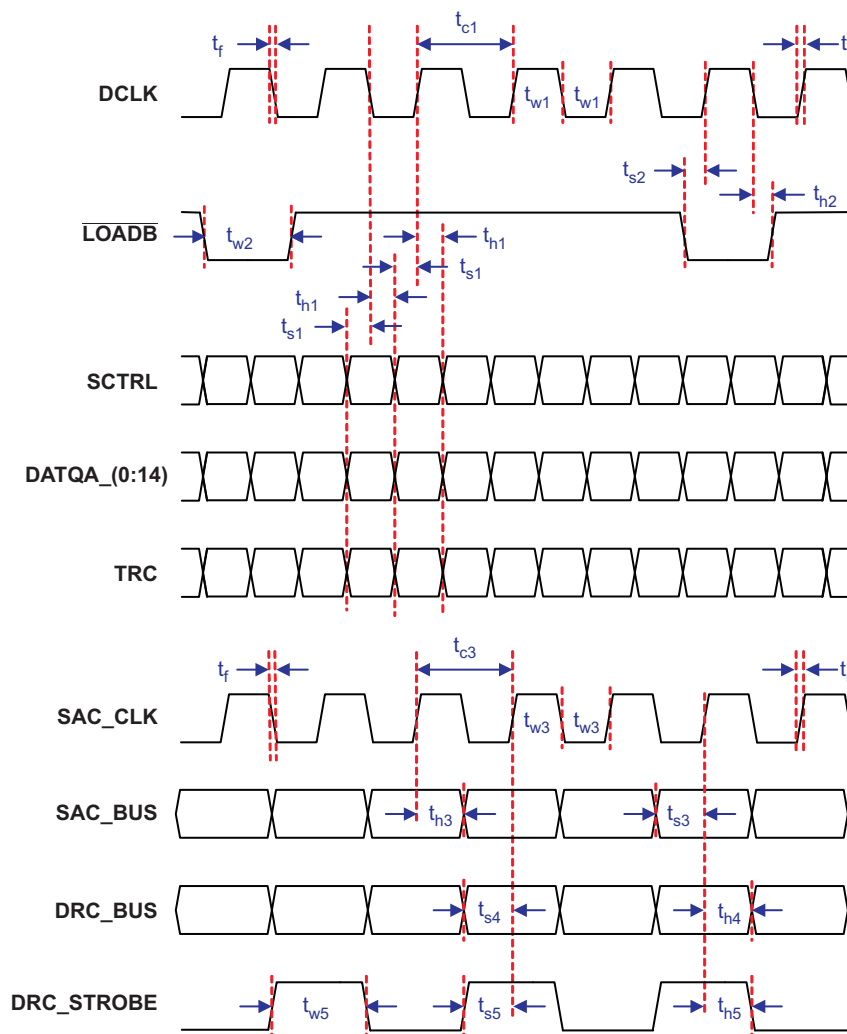 t_c1
t_f
t
DCLK
t_w1 t_w1
t_s2
t_h2
LOADB
t_w2
t_h1
t_s1
t_h1
t_s1
SCTRL
DATQA_(0:14)
TRC
t_c3
t_f
t
SAC_CLK
t_w3 t_w3
SAC_BUS
t_h3 t_s3
DRC_BUS
t_s4 t_h4
DRC_STROBE
t_w5 t_s5 t_h5